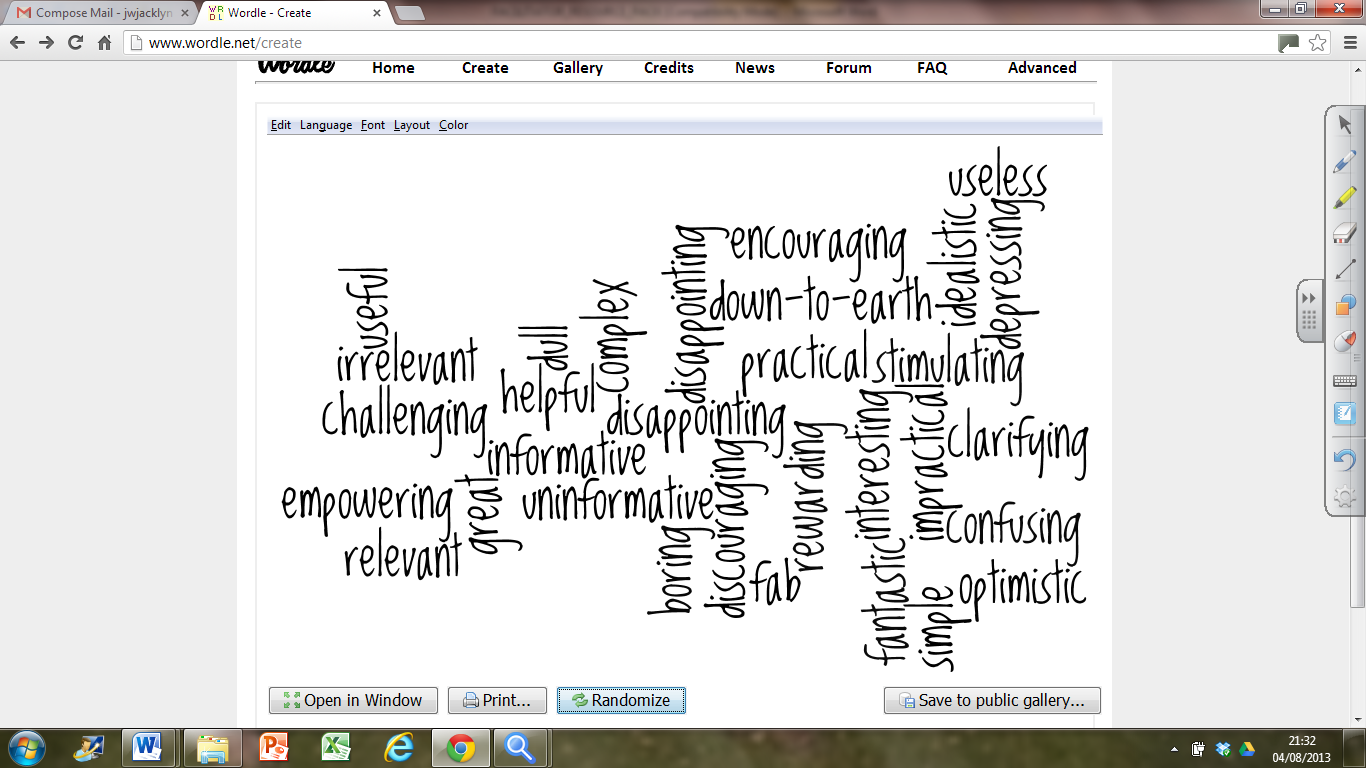 Compose Mail - jwjacklyn
Wordle - Create
www.wordle.net/create
Wordle
Home Create Gallery Credits News Forum FAQ Advanced
Edit Language Font Layout Color
useless
idealistic
depressing
disappointing
encouraging
down-to-earth
useful
complex
dull
irrelevant
practical
stimulating
helpful
challenging
disappointing
informative
rewarding
interesting
impractical
clarifying
empowering
great
uninformative
discouraging
confusing
relevant
boring
fab
fantastic
simple
optimistic
Open in Window
Print...
Randomize
Save to public gallery...
21:32
04/08/2013